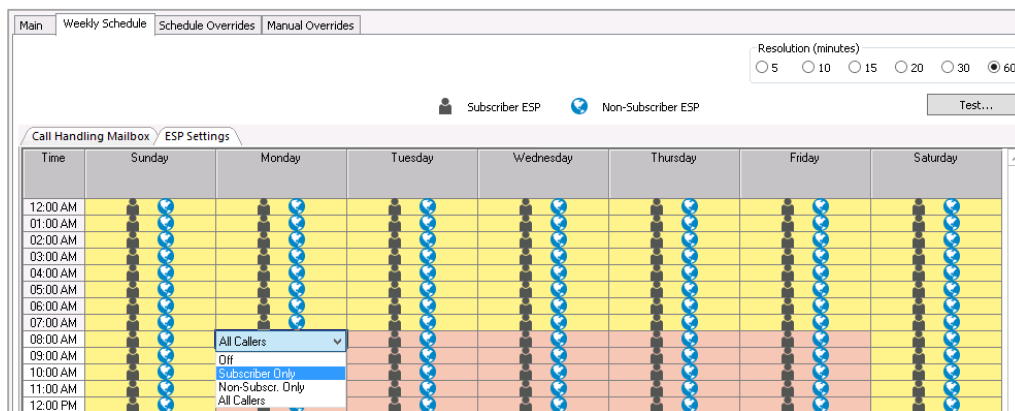 Main Weekly Schedule Schedule Overrides Manual Overrides
Resolution (minutes)
5 10 15 20 30 60
Subscriber ESP Non-Subscriber ESP Test...
Call Handling Mailbox ESP Settings
Time Sunday Monday Tuesday Wednesday Thursday Friday Saturday
12:00 AM
01:00 AM
02:00 AM
03:00 AM
04:00 AM
05:00 AM
06:00 AM
07:00 AM
08:00 AM All Callers
09:00 AM Off
10:00 AM Subscriber Only
11:00 AM Non-Subscr. Only
12:00 PM All Callers